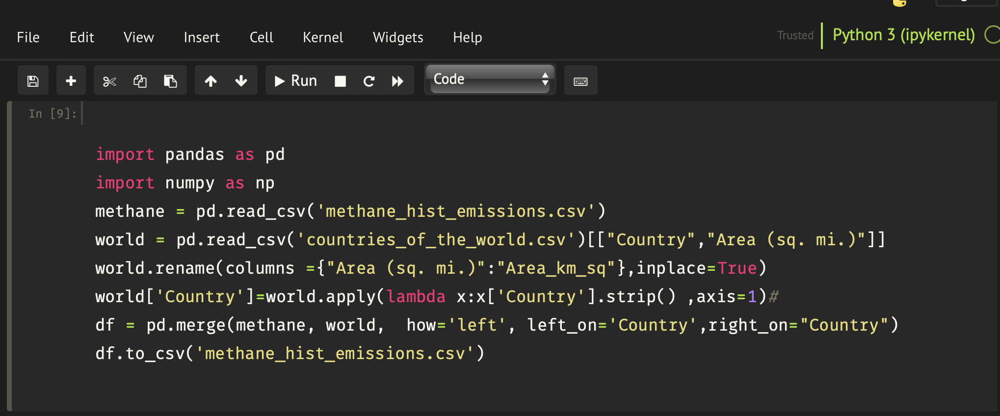 File Edit View Insert Cell Kernel Widgets Help Trusted Python 3 (ipykernel)
Run Code
In [9]:
import pandas as pd
import numpy as np
methane = pd.read_csv('methane_hist_emissions.csv')
world = pd.read_csv('countries_of_the_world.csv')[["Country","Area (sq. mi.)"]]
world.rename(columns ={"Area (sq. mi.)":"Area_km_sq"},inplace=True)
world['Country']=world.apply(lambda x:x['Country'].strip() ,axis=1)#
df = pd.merge(methane, world,  how='left', left_on='Country',right_on="Country")
df.to_csv('methane_hist_emissions.csv')